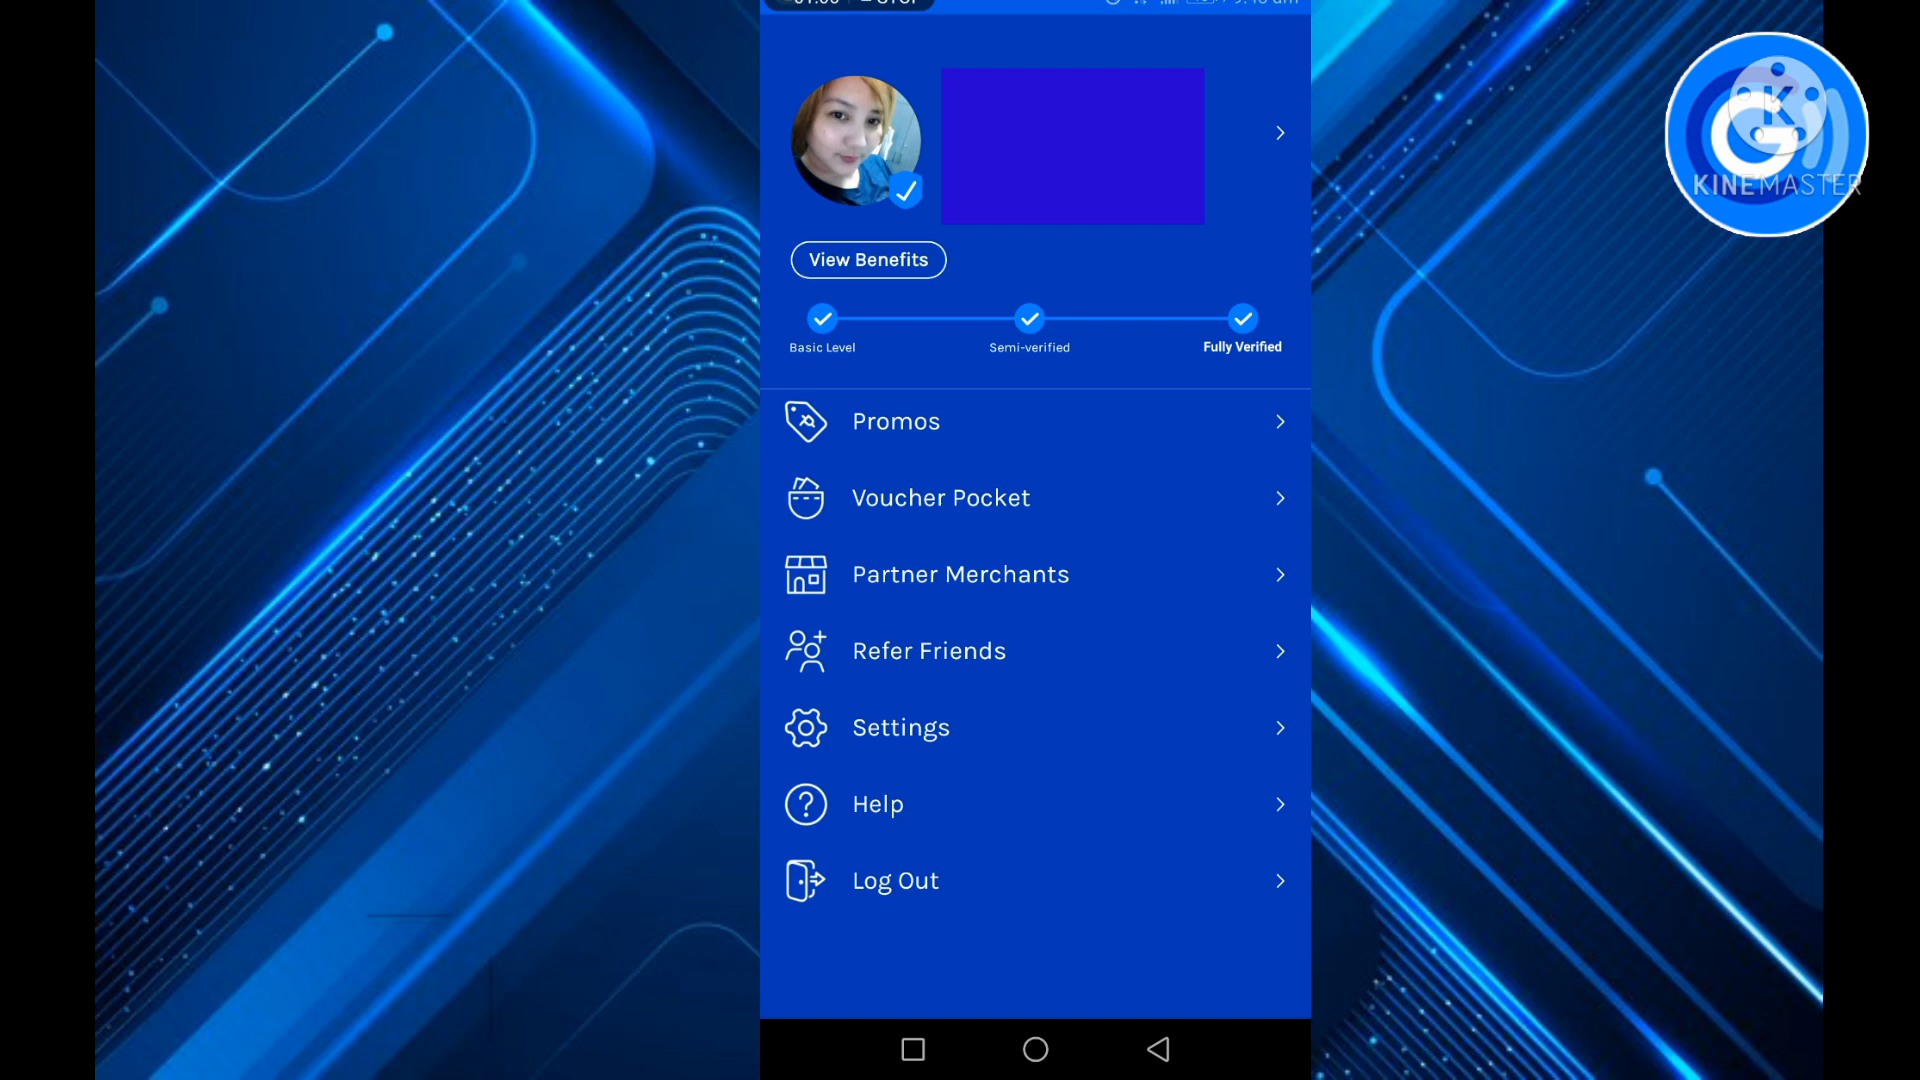 KINEMASTER
View Benefits
Basic Level
Semi-verified
Fully Verified
Promos
Voucher Pocket
Partner Merchants
Refer Friends
Settings
Help
Log Out